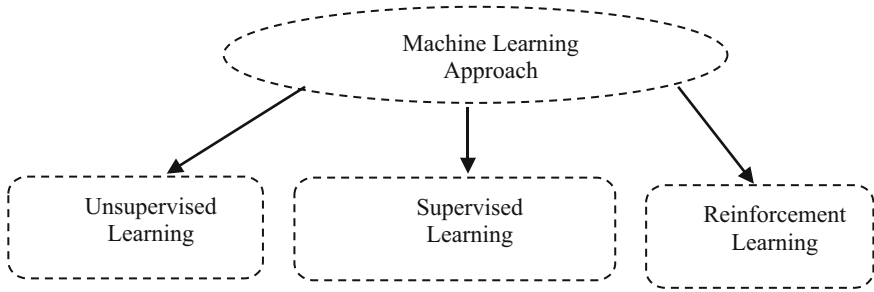 Machine Learning
Approach
Unsupervised
Learning
Supervised
Learning
Reinforcement
Learning